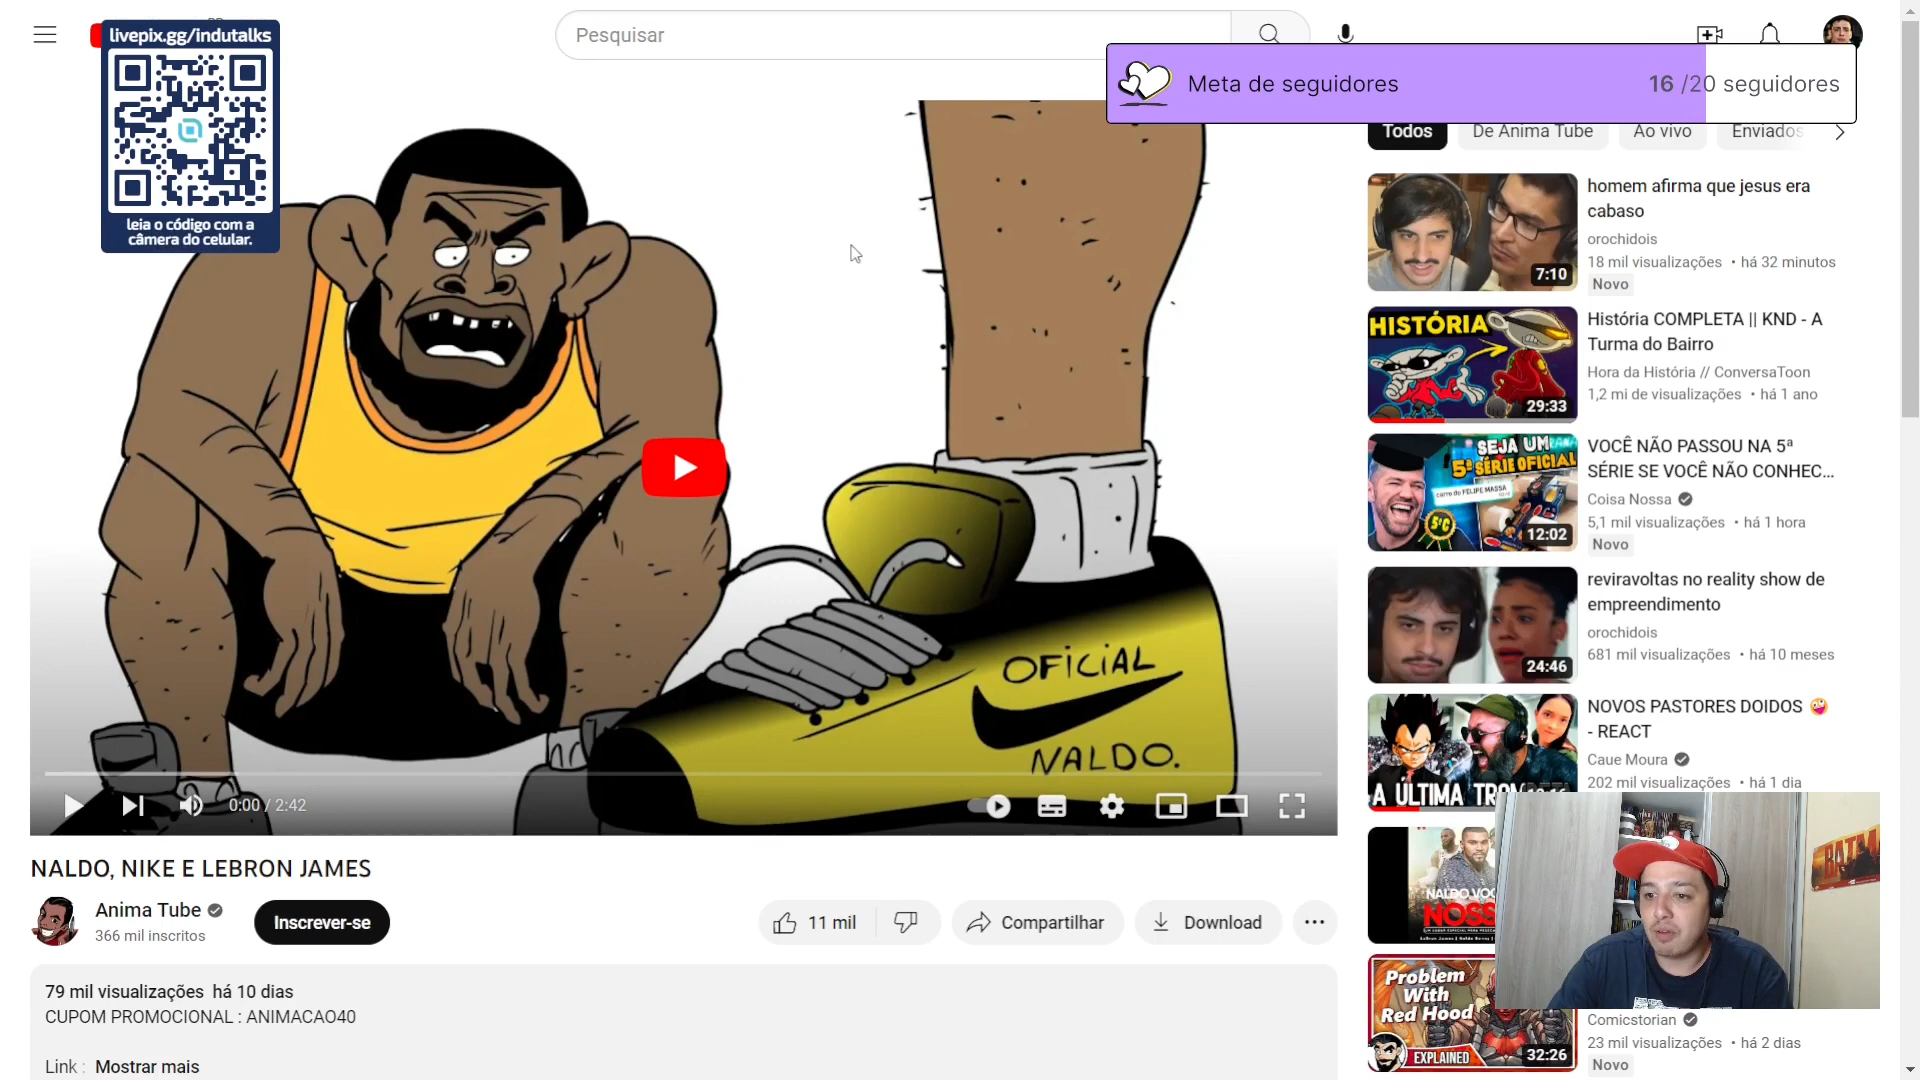 livepix.gg/indutalks
leia o código com a
câmera do celular.
Pesquisar
Meta de seguidores
16 /20 seguidores
Todos
De Anima Tube
Ao vivo
Enviados
OFICIAL
NALDO.
0:00 / 2:42
NALDO, NIKE E LEBRON JAMES
Anima Tube
366 mil inscritos
Inscrever-se
11 mil
Compartilhar
Download
79 mil visualizações há 10 dias
CUPOM PROMOCIONAL : ANIMACAO40
Link : Mostrar mais
7:10
homem afirma que jesus era
cabaso
orochidois
18 mil visualizações • há 32 minutos
Novo
HISTÓRIA
29:33
História COMPLETA || KND - A
Turma do Bairro
Hora da História // ConversaToon
1,2 mi de visualizações • há 1 ano
SEJA UM
5ª SÉRIE OFICIAL
carro do FELIPE MASSA
5ªC
12:02
VOCÊ NÃO PASSOU NA 5ª
SÉRIE SE VOCÊ NÃO CONHEC...
Coisa Nossa
5,1 mil visualizações • há 1 hora
Novo
24:46
reviravoltas no reality show de
empreendimento
orochidois
681 mil visualizações • há 10 meses
A ÚLTIMA
NOVOS PASTORES DOIDOS 🤪
- REACT
Caue Moura
202 mil visualizações • há 1 dia
NALDO
Problem
With
Red Hood
EXPLAINED
32:26
Comicstorian
23 mil visualizações • há 2 dias
Novo